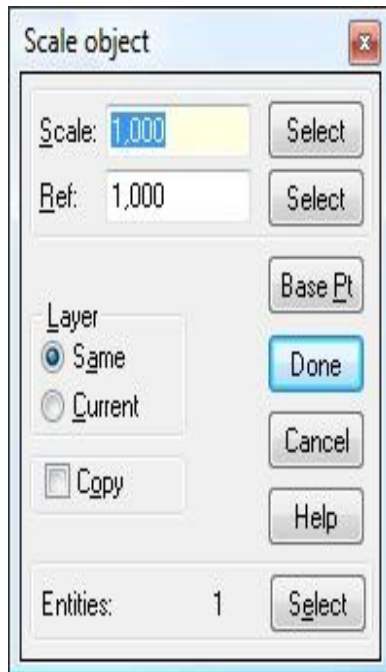 Scale object
Scale: 1,000 Select
Ref: 1,000 Select
Base Pt
Layer
Same
Done
Current
Cancel
Copy
Help
Entities: 1 Select